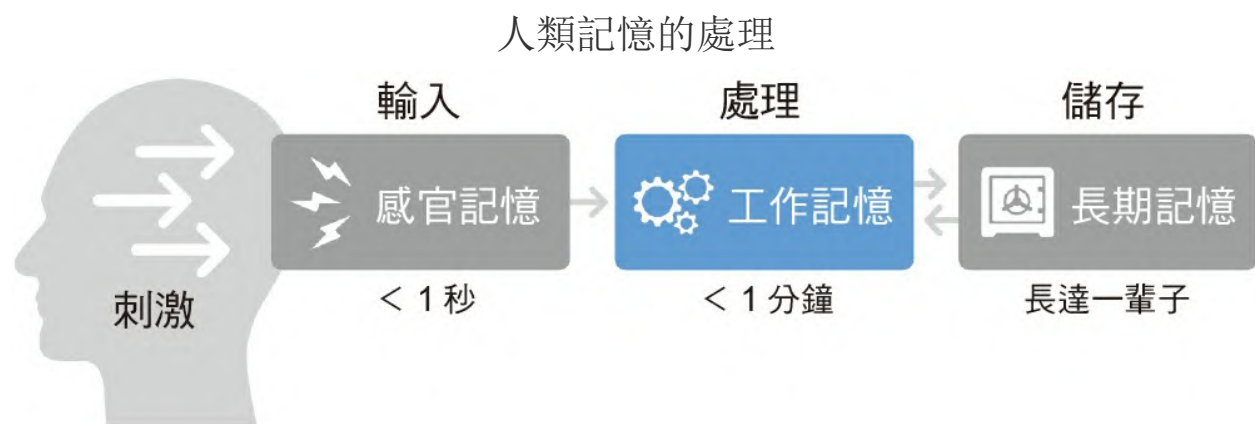 人類記憶的處理
輸入
處理
儲存
感官記憶
工作記憶
長期記憶
刺激
< 1 秒
< 1 分鐘
長達一輩子